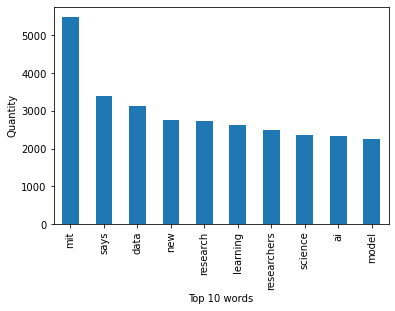 5000
4000
3000
2000
1000
0
Quantity
mit
says
data
new
research
learning
researchers
science
ai
model
Top 10 words